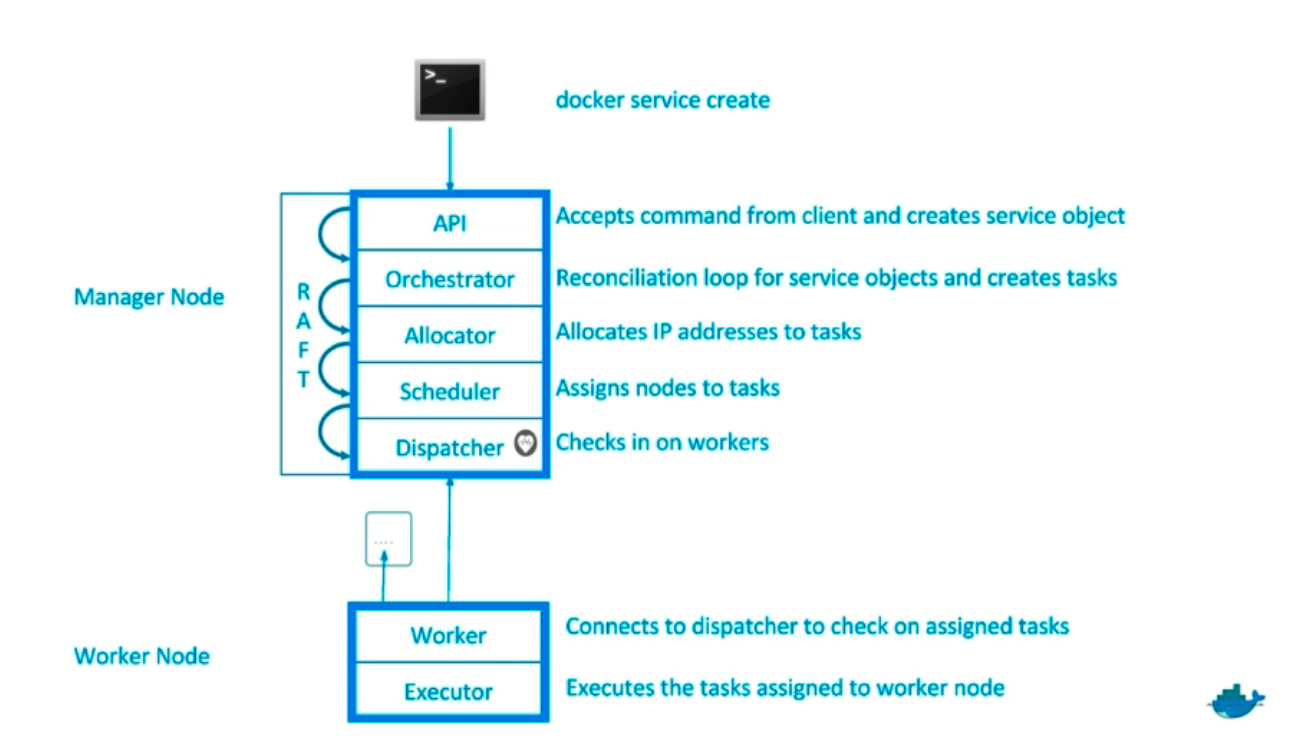 >_
docker service create
API
Accepts command from client and creates service object
Manager Node
RAFT
Orchestrator
Reconciliation loop for service objects and creates tasks
Allocator
Allocates IP addresses to tasks
Scheduler
Assigns nodes to tasks
Dispatcher
Checks in on workers
....
Worker Node
Worker
Connects to dispatcher to check on assigned tasks
Executor
Executes the tasks assigned to worker node